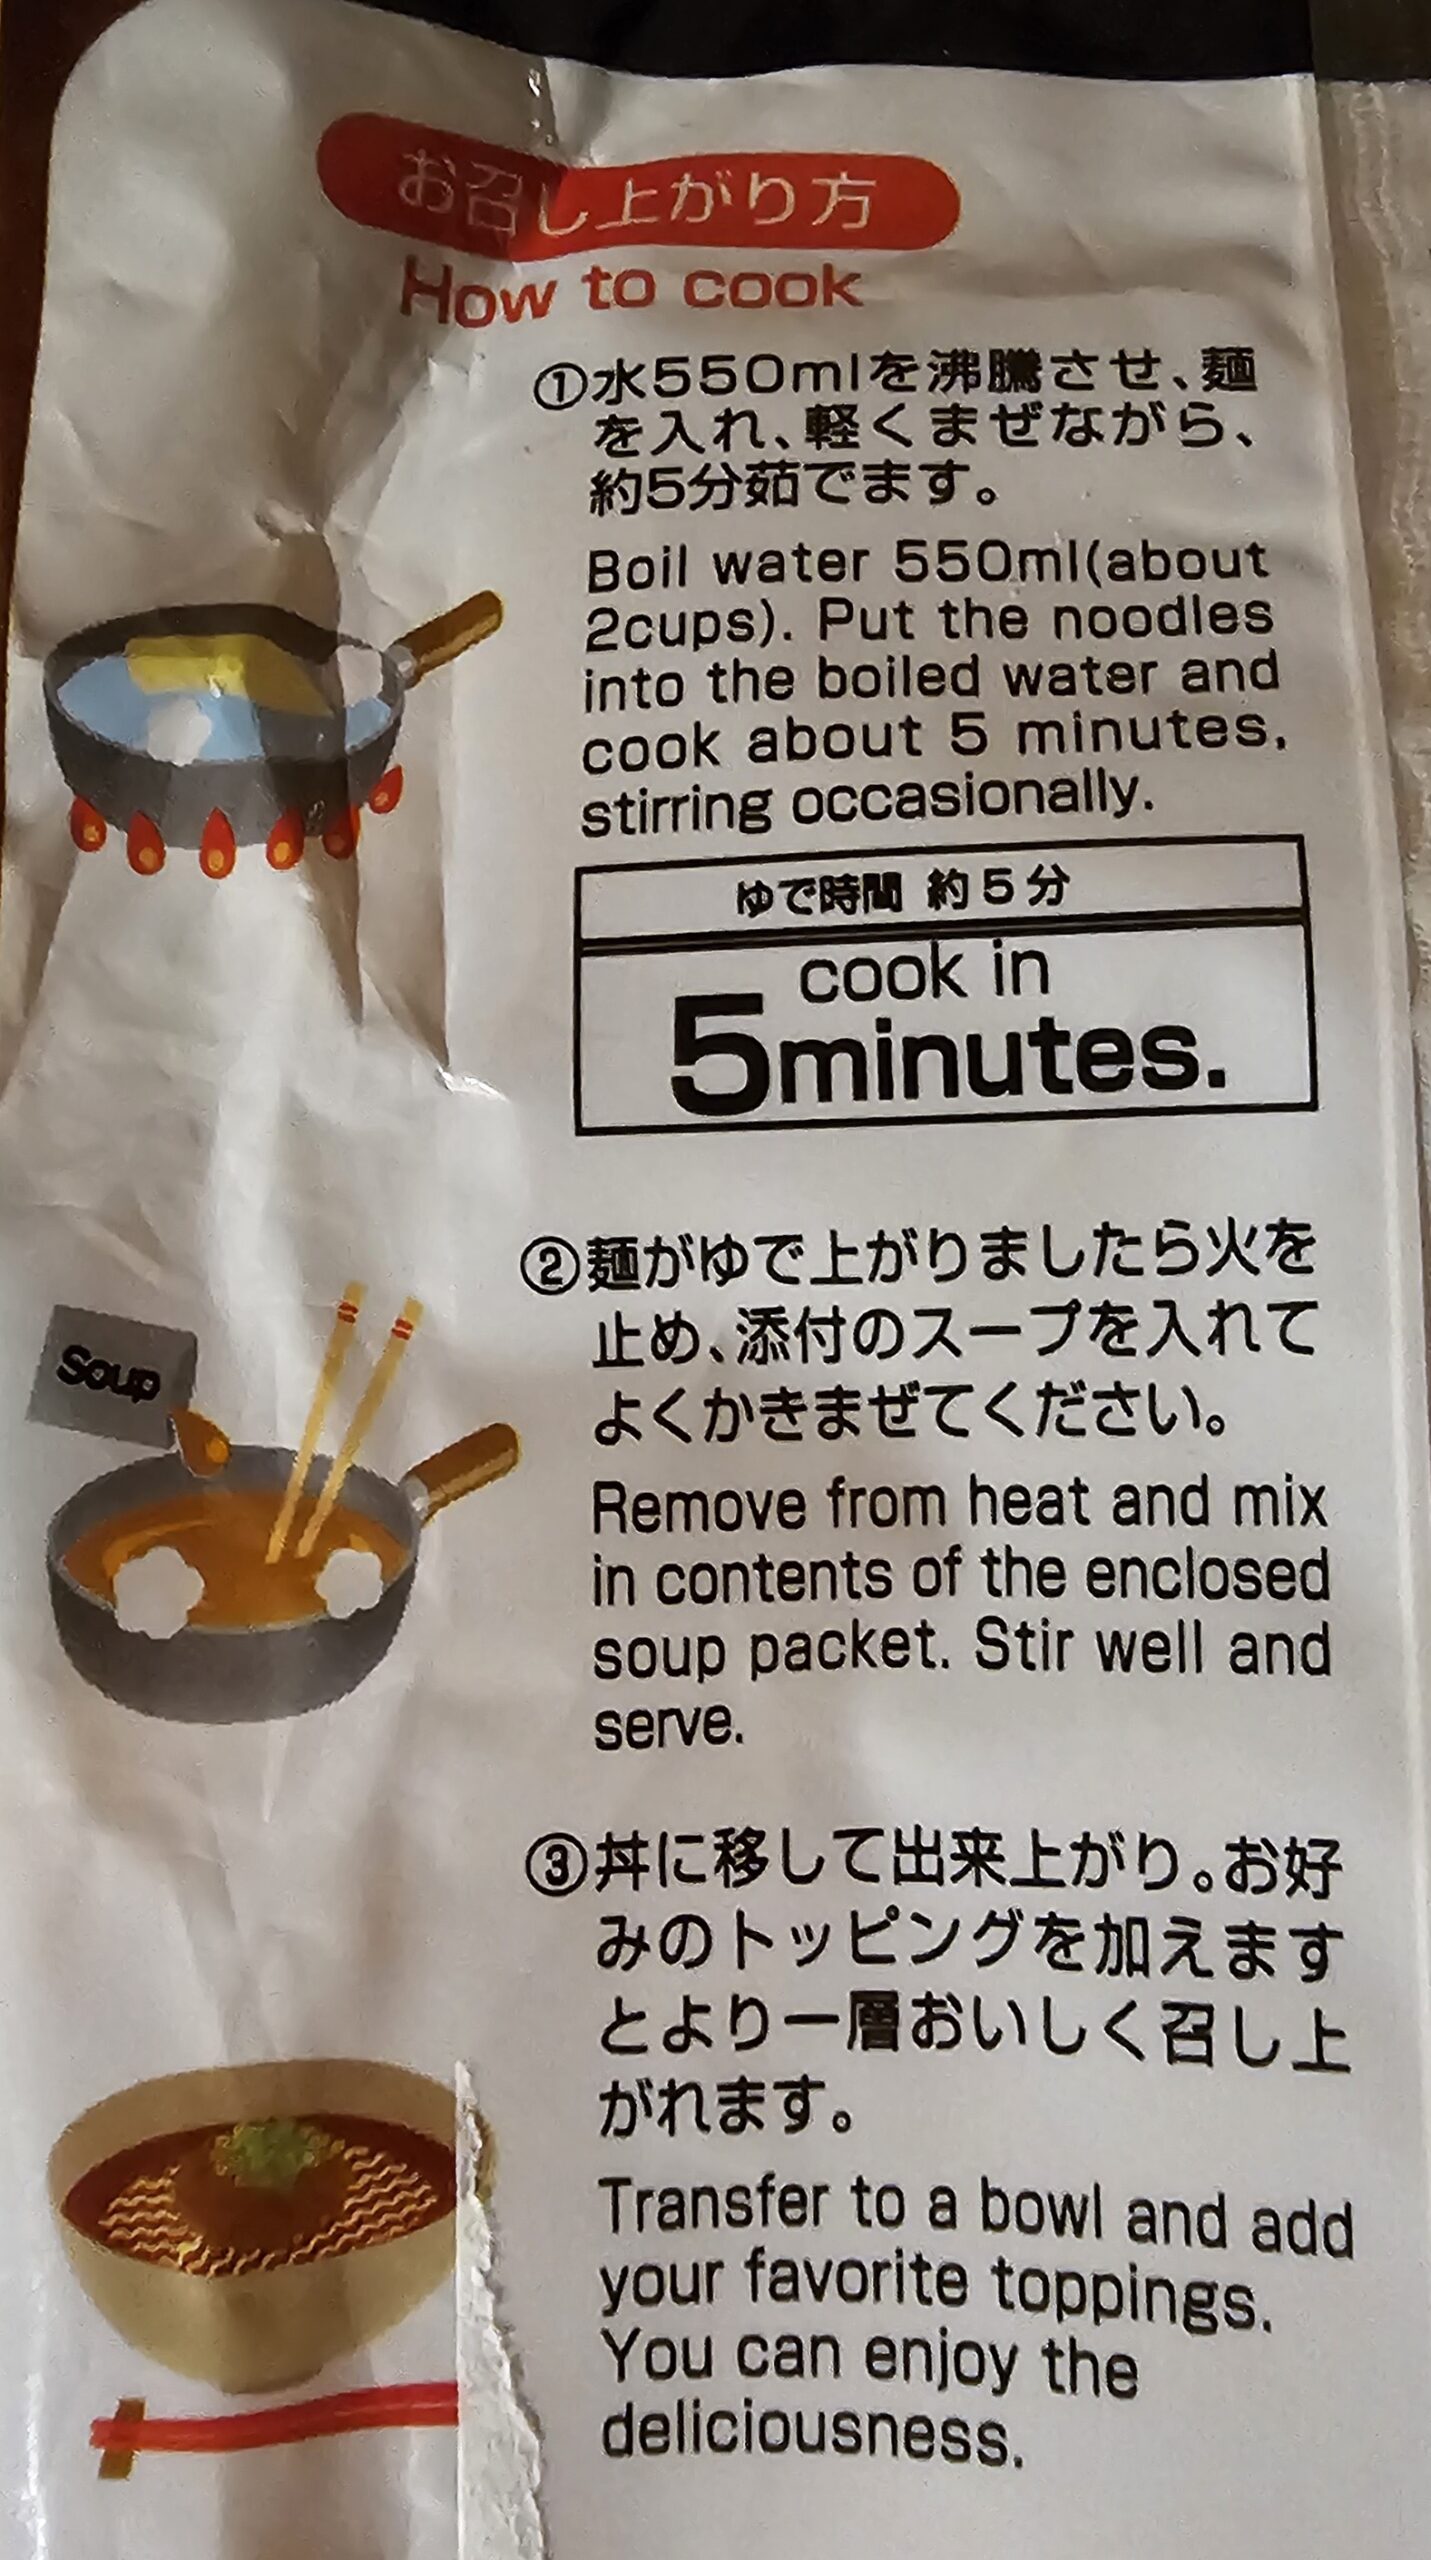 お召し上がり方
How to cook
①水550mlを沸騰させ、麺
を入れ、軽くまぜながら、
約5分茹でます。
Boil water 550ml(about
2cups). Put the noodles
into the boiled water and
cook about 5 minutes,
stirring occasionally.
ゆで時間 約5分
cook in
5minutes.
②麺がゆで上がりましたら火を
止め、添付のスープを入れて
よくかきまぜてください。
Soup
Remove from heat and mix
in contents of the enclosed
soup packet. Stir well and
serve.
③丼に移して出来上がり。お好
みのトッピングを加えます
とより一層おいしく召し上
がれます。
Transfer to a bowl and add
your favorite toppings.
You can enjoy the
deliciousness.